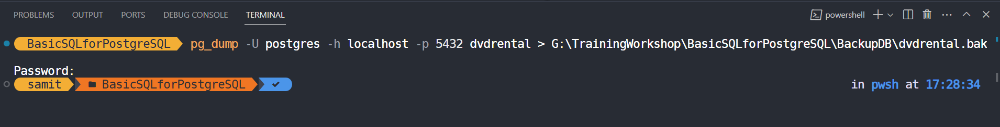 PROBLEMS OUTPUT PORTS DEBUG CONSOLE TERMINAL powershell
BasicSQLforPostgreSQL pg_dump -U postgres -h localhost -p 5432 dvdrental > G:\TrainingWorkshop\BasicSQLforPostgreSQL\BackupDB\dvdrental.bak
Password:
samit BasicSQLforPostgreSQL in pwsh at 17:28:34